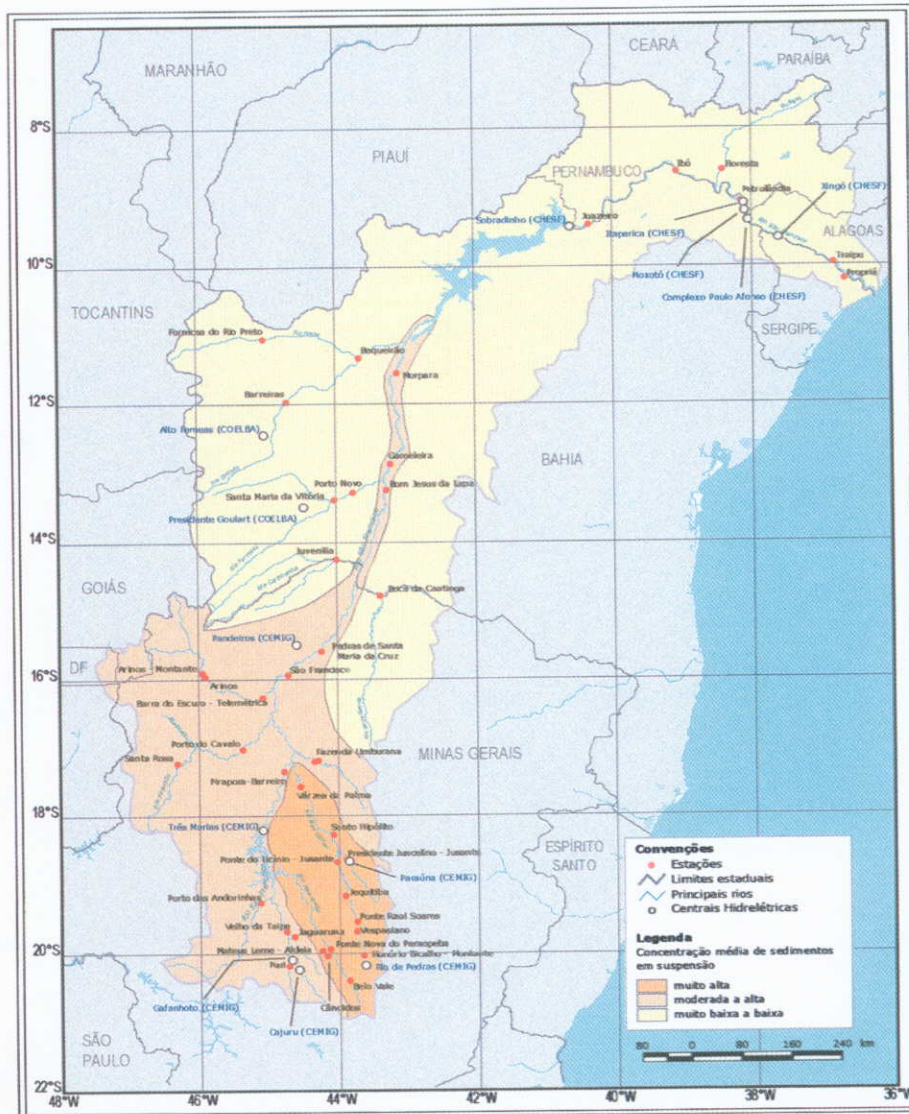 CEARÁ
MARANHÃO
PARAÍBA
8°S
PIAUÍ
Ibó
Floresta
PERNAMBUCO
Petrolândia
Xingó (CHESF)
Sobradinho (CHESF)
Juazeiro
Itaparica (CHESF)
ALAGOAS
Moxotó (CHESF)
Traipu
10°S
Propriá
Complexo Paulo Afonso (CHESF)
TOCANTINS
SERGIPE
Formosa do Rio Preto
Boqueirão
Morpara
Barreiras
12°S
Alto Femeas (COELBA)
BAHIA
Gameleira
Porto Novo
Bom Jesus da Lapa
Santa Maria da Vitória
Presidente Goulart (COELBA)
14°S
Juvenília
GOIÁS
Boca da Caatinga
Pandeiros (CEMIG)
Pedras de Santa
Maria da Cruz
DF
Arinos - Montante
São Francisco
16°S
Arinos
Barra do Escuro - Telemétrica
Porto do Cavalo
Fazenda Umburana
MINAS GERAIS
Santa Rosa
Pirapora-Barreiro
Várzea da Palma
18°S
Três Marias (CEMIG)
Santo Hipólito
ESPÍRITO
SANTO
Presidente Juscelino - Jusante
Ponte do Licínio - Jusante
Paraúna (CEMIG)
Porto das Andorinhas
Jequitibá
Ponte Raul Soares
Velho da Taipa
Jaguaruna
Vespasiano
Ponte Nova do Paraopeba
20°S
Mateus Leme - Aldeia
Honório Bicalho - Montante
Pari
Rio de Pedras (CEMIG)
Belo Vale
Gafanhoto (CEMIG)
Cajuru (CEMIG)
SÃO
PAULO
22°S
48°W
46°W
44°W
42°W
40°W
38°W
36°W
Convenções
Estações
Limites estaduais
Principais rios
Centrais Hidrelétricas
Legenda
Concentração média de sedimentos
em suspensão
muito alta
moderada a alta
muito baixa a baixa
80 0 80 160 240 km